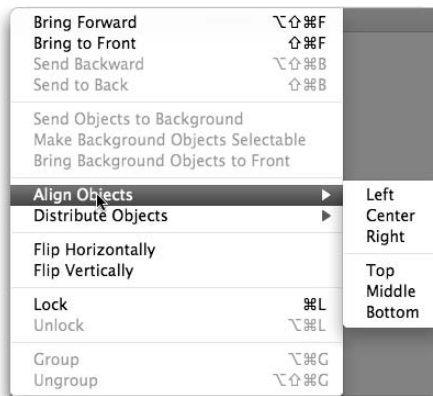 Bring Forward ⌥⇧⌘F
Bring to Front ⇧⌘F
Send Backward ⌥⇧⌘B
Send to Back ⇧⌘B
Send Objects to Background
Make Background Objects Selectable
Bring Background Objects to Front
Align Objects
Distribute Objects
Flip Horizontally
Flip Vertically
Lock ⌘L
Unlock ⌥⌘L
Group ⌥⌘G
Ungroup ⌥⇧⌘G
Left
Center
Right
Top
Middle
Bottom